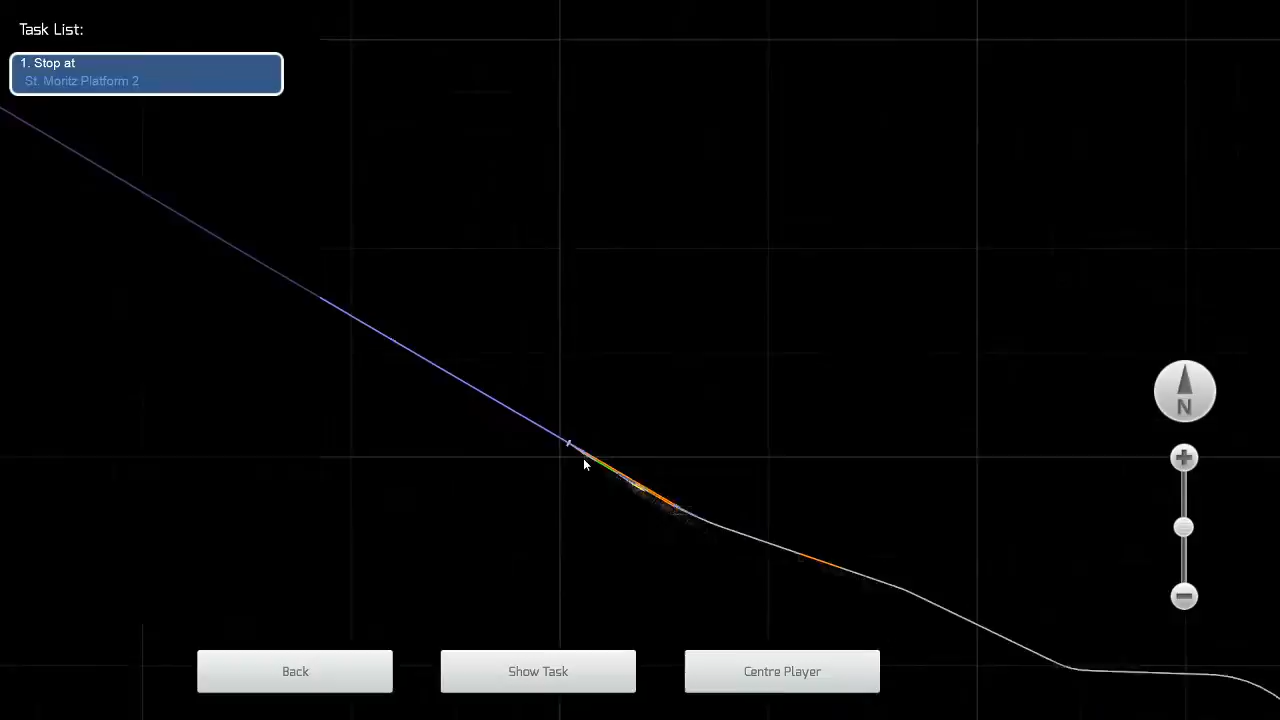 Task List:
1. Stop at
St. Moritz Platform 2
N
Back
Show Task
Centre Player